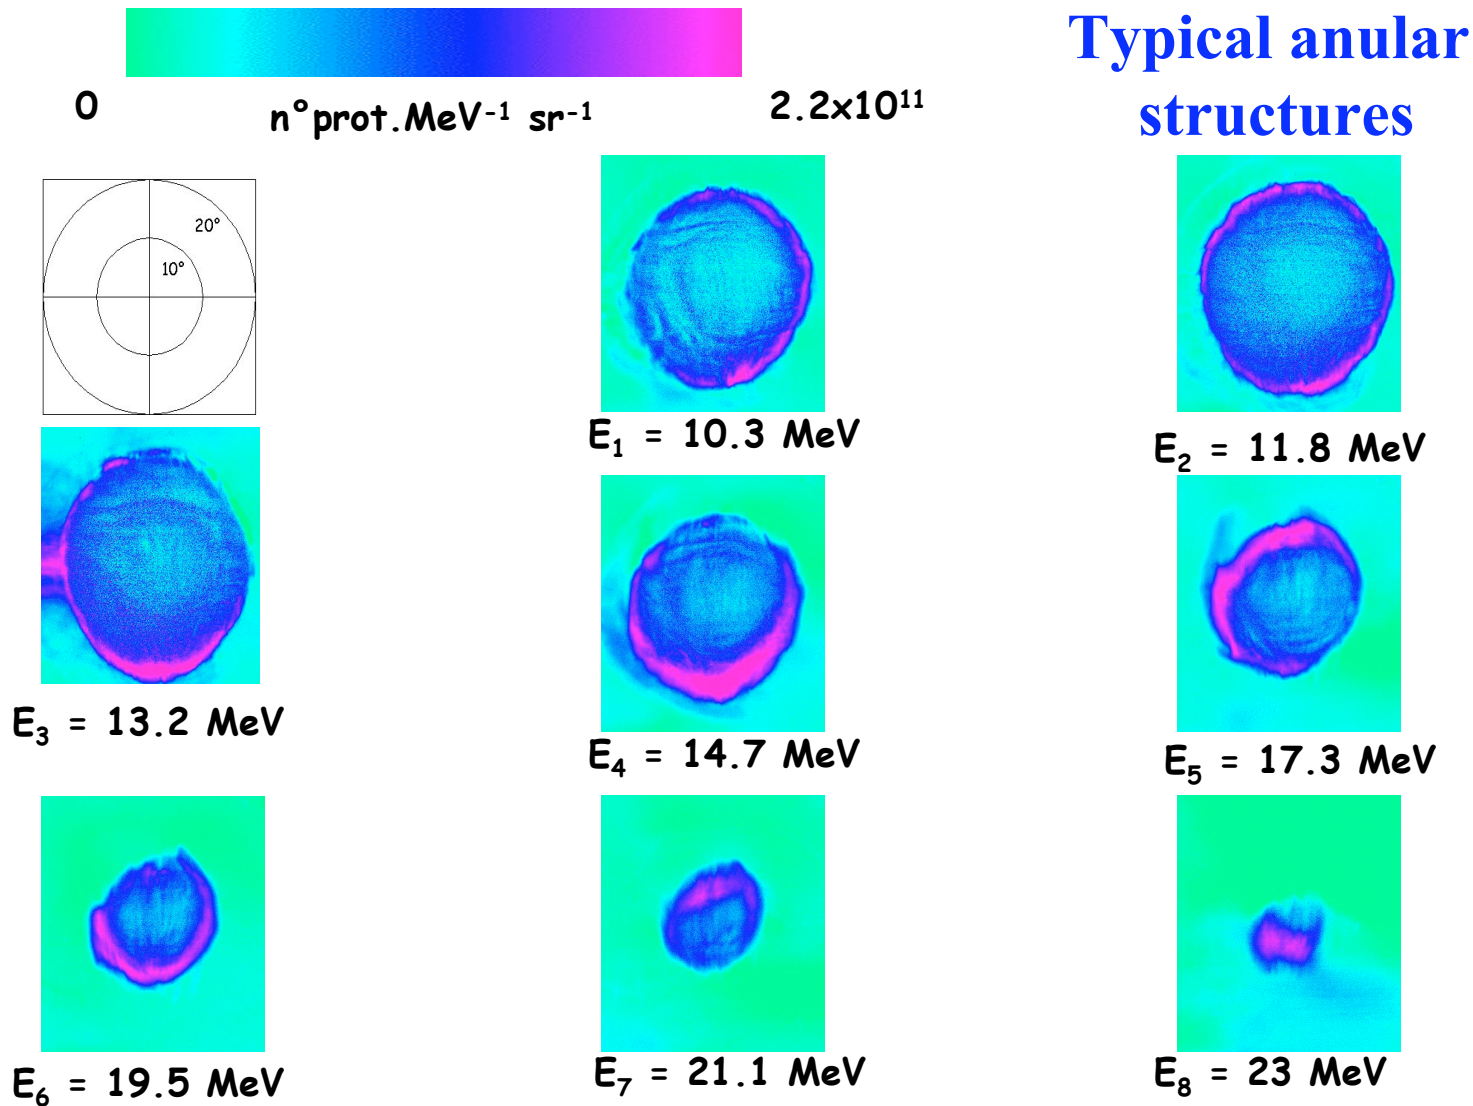 Typical anular
structures
0
n°prot.MeV⁻¹ sr⁻¹
2.2x10¹¹
20°
10°
E₁ = 10.3 MeV
E₂ = 11.8 MeV
E₃ = 13.2 MeV
E₄ = 14.7 MeV
E₅ = 17.3 MeV
E₆ = 19.5 MeV
E₇ = 21.1 MeV
E₈ = 23 MeV